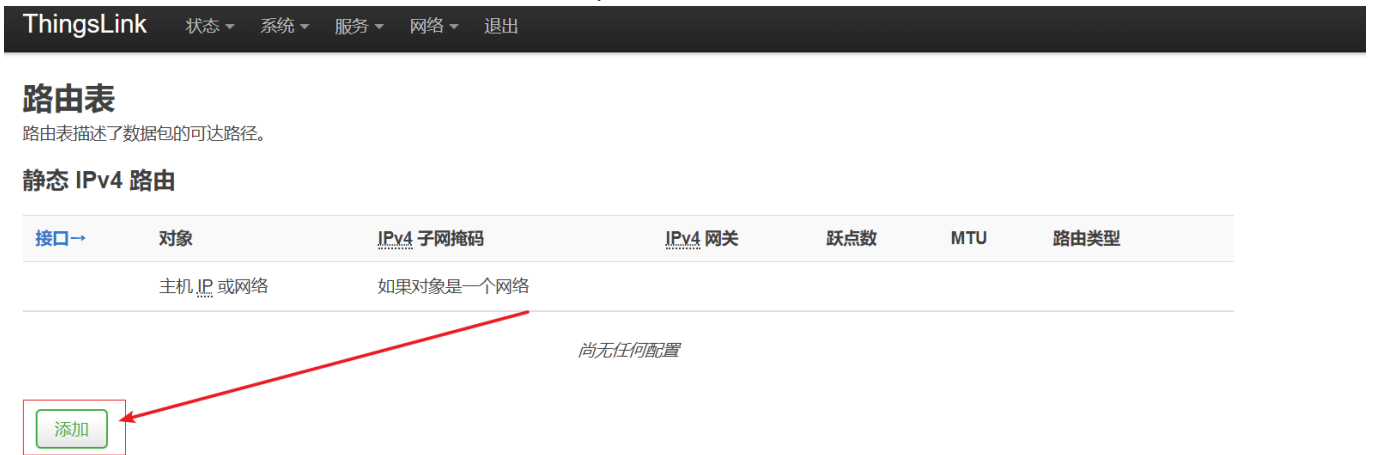 ThingsLink 状态 系统 服务 网络 退出
路由表
路由表描述了数据包的可达路径。
静态 IPv4 路由
接口→ 对象 IPv4 子网掩码 IPv4 网关 跃点数 MTU 路由类型
主机 IP 或网络 如果对象是一个网络
尚无任何配置
添加